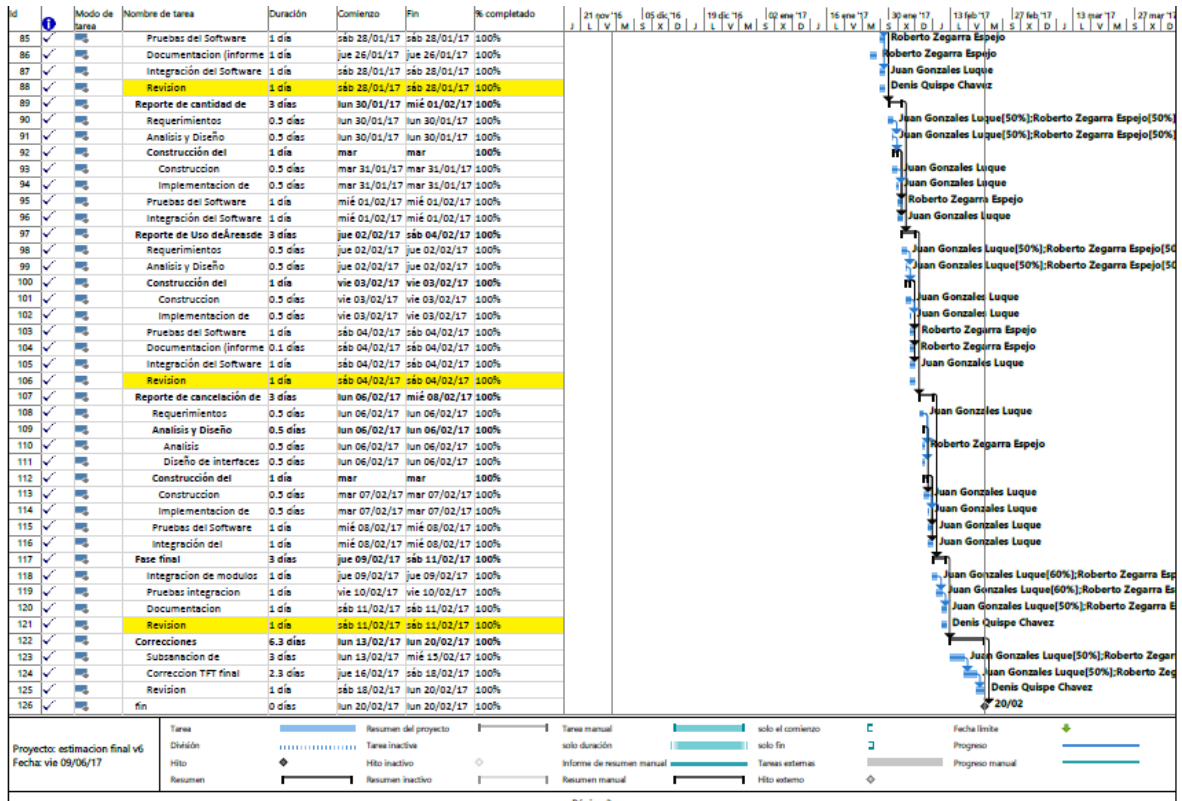 Id Modo de tarea Nombre de tarea Duración Comienzo Fin % completado 21 nov '16 05 dic '16 19 dic '16 02 ene '17 16 ene '17 30 ene '17 13 feb '17 27 feb '17 13 mar '17 27 mar '17
J L V M S X D J L V M S X D J L V M S X D J L V M S X D J L V M S X D
85 Pruebas del Software 1 día sáb 28/01/17 sáb 28/01/17 100% Roberto Zegarra Espejo
86 Documentacion (informe 1 día jue 26/01/17 jue 26/01/17 100% Roberto Zegarra Espejo
87 Integración del Software 1 día sáb 28/01/17 sáb 28/01/17 100% Juan Gonzales Luque
88 Revision 1 día sáb 28/01/17 sáb 28/01/17 100% Denis Quispe Chavez
89 Reporte de cantidad de 3 días lun 30/01/17 mié 01/02/17 100%
90 Requerimientos 0.5 días lun 30/01/17 lun 30/01/17 100% Juan Gonzales Luque[50%];Roberto Zegarra Espejo[50%]
91 Analisis y Diseño 0.5 días lun 30/01/17 lun 30/01/17 100% Juan Gonzales Luque[50%];Roberto Zegarra Espejo[50%]
92 Construcción del 1 día mar mar 100%
93 Construccion 0.5 días mar 31/01/17 mar 31/01/17 100% Juan Gonzales Luque
94 Implementacion de 0.5 días mar 31/01/17 mar 31/01/17 100% Juan Gonzales Luque
95 Pruebas del Software 1 día mié 01/02/17 mié 01/02/17 100% Roberto Zegarra Espejo
96 Integración del Software 1 día mié 01/02/17 mié 01/02/17 100% Juan Gonzales Luque
97 Reporte de Uso deÁreasde 3 días jue 02/02/17 sáb 04/02/17 100%
98 Requerimientos 0.5 días jue 02/02/17 jue 02/02/17 100% Juan Gonzales Luque[50%];Roberto Zegarra Espejo[50
99 Analisis y Diseño 0.5 días jue 02/02/17 jue 02/02/17 100% Juan Gonzales Luque[50%];Roberto Zegarra Espejo[50
100 Construcción del 1 día vie 03/02/17 vie 03/02/17 100%
101 Construccion 0.5 días vie 03/02/17 vie 03/02/17 100% Juan Gonzales Luque
102 Implementacion de 0.5 días vie 03/02/17 vie 03/02/17 100% Juan Gonzales Luque
103 Pruebas del Software 1 día sáb 04/02/17 sáb 04/02/17 100% Roberto Zegarra Espejo
104 Documentacion (informe 0.1 días sáb 04/02/17 sáb 04/02/17 100% Roberto Zegarra Espejo
105 Integración del Software 1 día sáb 04/02/17 sáb 04/02/17 100% Juan Gonzales Luque
106 Revision 1 día sáb 04/02/17 sáb 04/02/17 100%
107 Reporte de cancelación de 3 días lun 06/02/17 mié 08/02/17 100%
108 Requerimientos 0.5 días lun 06/02/17 lun 06/02/17 100% Juan Gonzales Luque
109 Analisis y Diseño 0.5 días lun 06/02/17 lun 06/02/17 100%
110 Analisis 0.5 días lun 06/02/17 lun 06/02/17 100% Roberto Zegarra Espejo
111 Diseño de interfaces 0.5 días lun 06/02/17 lun 06/02/17 100%
112 Construcción del 1 día mar mar 100%
113 Construccion 0.5 días mar 07/02/17 mar 07/02/17 100% Juan Gonzales Luque
114 Implementacion de 0.5 días mar 07/02/17 mar 07/02/17 100% Juan Gonzales Luque
115 Pruebas del Software 1 día mié 08/02/17 mié 08/02/17 100% Juan Gonzales Luque
116 Integración del 1 día mié 08/02/17 mié 08/02/17 100% Juan Gonzales Luque
117 Fase final 3 días jue 09/02/17 sáb 11/02/17 100%
118 Integracion de modulos 1 día jue 09/02/17 jue 09/02/17 100% Juan Gonzales Luque[60%];Roberto Zegarra Esp
119 Pruebas integracion 1 día vie 10/02/17 vie 10/02/17 100% Juan Gonzales Luque[60%];Roberto Zegarra Es
120 Documentacion 1 día sáb 11/02/17 sáb 11/02/17 100% Juan Gonzales Luque[50%];Roberto Zegarra E
121 Revision 1 día sáb 11/02/17 sáb 11/02/17 100% Denis Quispe Chavez
122 Correcciones 6.3 días lun 13/02/17 lun 20/02/17 100%
123 Subsanacion de 3 días lun 13/02/17 mié 15/02/17 100% Juan Gonzales Luque[50%];Roberto Zegar
124 Correccion TFT final 2.3 días jue 16/02/17 sáb 18/02/17 100% Juan Gonzales Luque[50%];Roberto Zeg
125 Revision 1 día sáb 18/02/17 lun 20/02/17 100% Denis Quispe Chavez
126 fin 0 días lun 20/02/17 lun 20/02/17 100% 20/02
Proyecto: estimacion final v6
Fecha: vie 09/06/17
Tarea Resumen del proyecto Tarea manual solo el comienzo Fecha límite
División Tarea inactiva solo duración solo fin Progreso
Hito Hito inactivo Informe de resumen manual Tareas externas Progreso manual
Resumen Resumen inactivo Resumen manual Hito externo